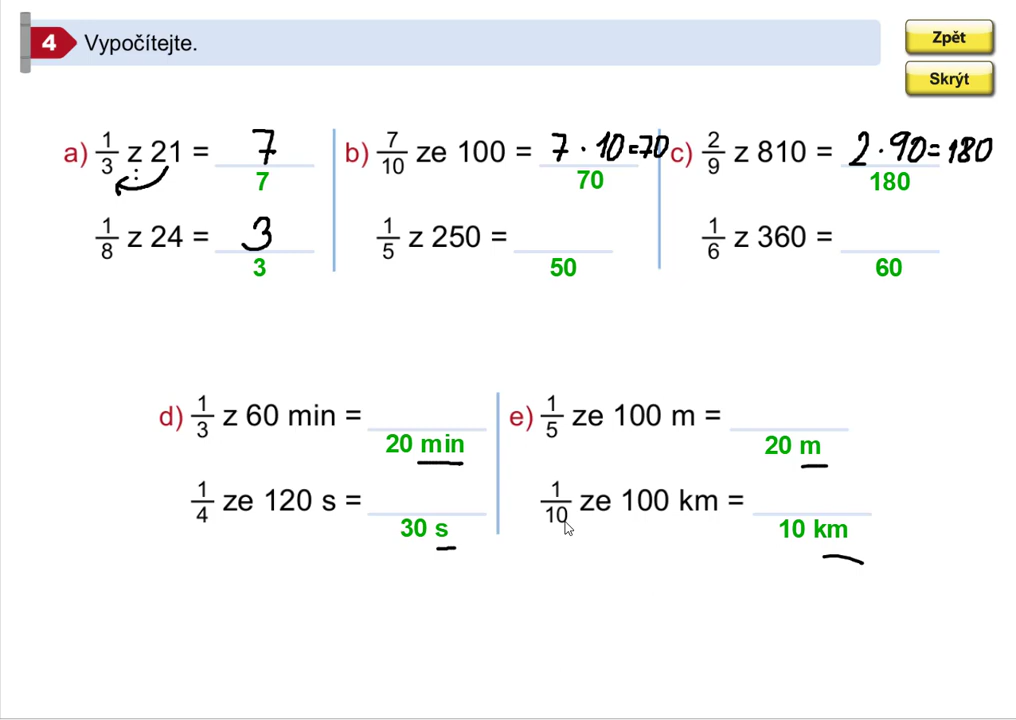 4 Vypočítejte.
Zpět
Skrýt
a) 1/3 z 21 = 7
7
1/8 z 24 = 3
3
b) 7/10 ze 100 = 7 · 10 = 70
70
1/5 z 250 =
50
c) 2/9 z 810 = 2 · 90 = 180
180
1/6 z 360 =
60
d) 1/3 z 60 min =
20 min
1/4 ze 120 s =
30 s
e) 1/5 ze 100 m =
20 m
1/10 ze 100 km =
10 km